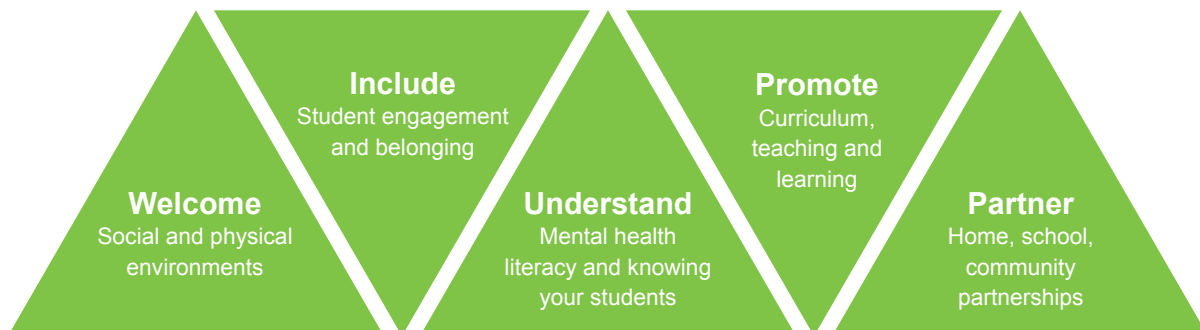 Welcome
Social and physical
environments
Include
Student engagement
and belonging
Understand
Mental health
literacy and knowing
your students
Promote
Curriculum,
teaching and
learning
Partner
Home, school,
community
partnerships